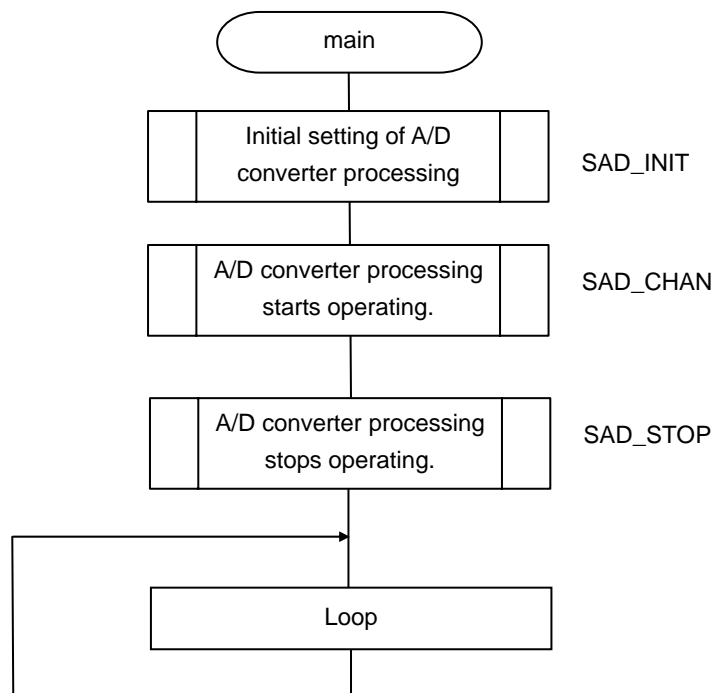 main
Initial setting of A/D
converter processing
SAD_INIT
A/D converter processing
starts operating.
SAD_CHAN
A/D converter processing
stops operating.
SAD_STOP
Loop